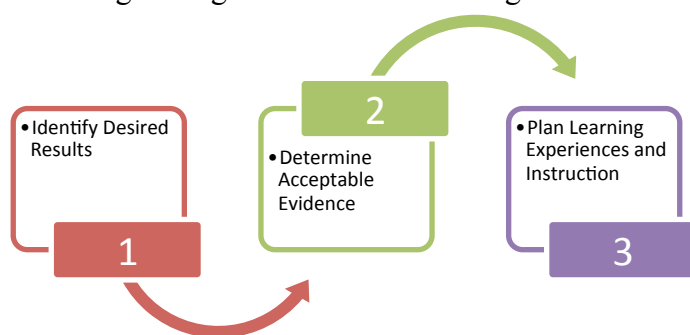 •Identify Desired
Results
1
2
•Determine
Acceptable
Evidence
•Plan Learning
Experiences and
Instruction
3